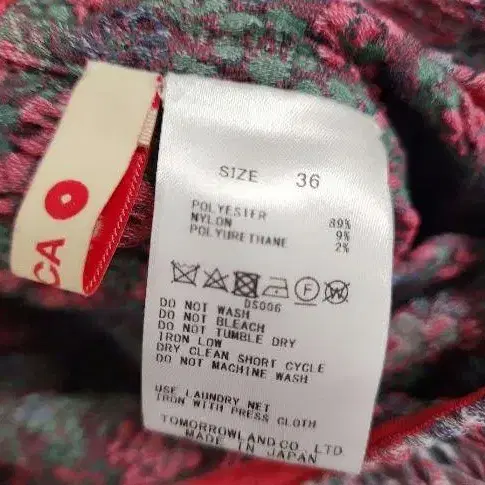 CA
SIZE 36
POLYESTER 89%
NYLON 9%
POLYURETHANE 2%
F W
DS006
DO NOT WASH
DO NOT BLEACH
DO NOT TUMBLE DRY
IRON LOW
DRY CLEAN SHORT CYCLE
DO NOT MACHINE WASH
USE LAUNDRY NET
IRON WITH PRESS CLOTH
TOMORROWLAND CO., LTD
MADE IN JAPAN